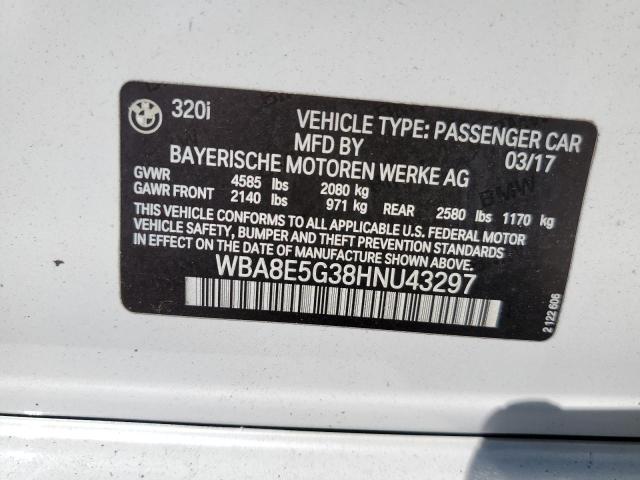 BMW
320i
VEHICLE TYPE: PASSENGER CAR
MFD BY 03/17
BAYERISCHE MOTOREN WERKE AG
GVWR 4585 lbs 2080 kg
GAWR FRONT 2140 lbs 971 kg REAR 2580 lbs 1170 kg
THIS VEHICLE CONFORMS TO ALL APPLICABLE U.S. FEDERAL MOTOR
VEHICLE SAFETY, BUMPER AND THEFT PREVENTION STANDARDS IN EFFECT
ON THE DATE OF MANUFACTURE SHOWN ABOVE.
WBA8E5G38HNU43297
2 122 606